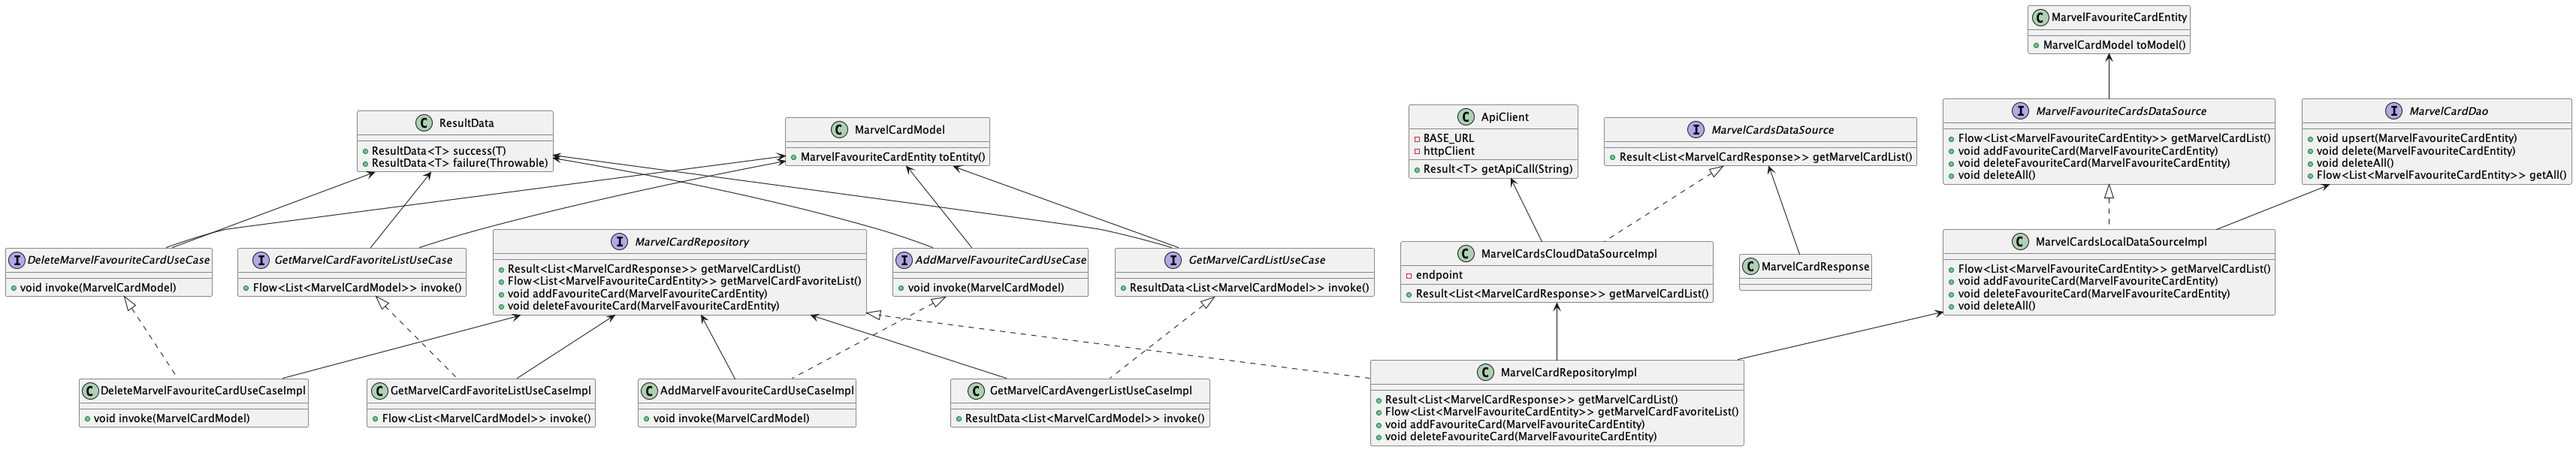 C MarvelFavouriteCardEntity
MarvelCardModel toModel()
C ResultData
ResultData<T> success(T)
ResultData<T> failure(Throwable)
C MarvelCardModel
MarvelFavouriteCardEntity toEntity()
C ApiClient
BASE_URL
httpClient
Result<T> getApiCall(String)
I MarvelCardsDataSource
Result<List<MarvelCardResponse>> getMarvelCardList()
I MarvelFavouriteCardsDataSource
Flow<List<MarvelFavouriteCardEntity>> getMarvelCardList()
void addFavouriteCard(MarvelFavouriteCardEntity)
void deleteFavouriteCard(MarvelFavouriteCardEntity)
void deleteAll()
I MarvelCardDao
void upsert(MarvelFavouriteCardEntity)
void delete(MarvelFavouriteCardEntity)
void deleteAll()
Flow<List<MarvelFavouriteCardEntity>> getAll()
I DeleteMarvelFavouriteCardUseCase
void invoke(MarvelCardModel)
I GetMarvelCardFavoriteListUseCase
Flow<List<MarvelCardModel>> invoke()
I MarvelCardRepository
Result<List<MarvelCardResponse>> getMarvelCardList()
Flow<List<MarvelFavouriteCardEntity>> getMarvelCardFavoriteList()
void addFavouriteCard(MarvelFavouriteCardEntity)
void deleteFavouriteCard(MarvelFavouriteCardEntity)
I AddMarvelFavouriteCardUseCase
void invoke(MarvelCardModel)
I GetMarvelCardListUseCase
ResultData<List<MarvelCardModel>> invoke()
C MarvelCardsCloudDataSourceImpl
endpoint
Result<List<MarvelCardResponse>> getMarvelCardList()
C MarvelCardResponse
C MarvelCardsLocalDataSourceImpl
Flow<List<MarvelFavouriteCardEntity>> getMarvelCardList()
void addFavouriteCard(MarvelFavouriteCardEntity)
void deleteFavouriteCard(MarvelFavouriteCardEntity)
void deleteAll()
C DeleteMarvelFavouriteCardUseCaseImpl
void invoke(MarvelCardModel)
C GetMarvelCardFavoriteListUseCaseImpl
Flow<List<MarvelCardModel>> invoke()
C AddMarvelFavouriteCardUseCaseImpl
void invoke(MarvelCardModel)
C GetMarvelCardAvengerListUseCaseImpl
ResultData<List<MarvelCardModel>> invoke()
C MarvelCardRepositoryImpl
Result<List<MarvelCardResponse>> getMarvelCardList()
Flow<List<MarvelFavouriteCardEntity>> getMarvelCardFavoriteList()
void addFavouriteCard(MarvelFavouriteCardEntity)
void deleteFavouriteCard(MarvelFavouriteCardEntity)